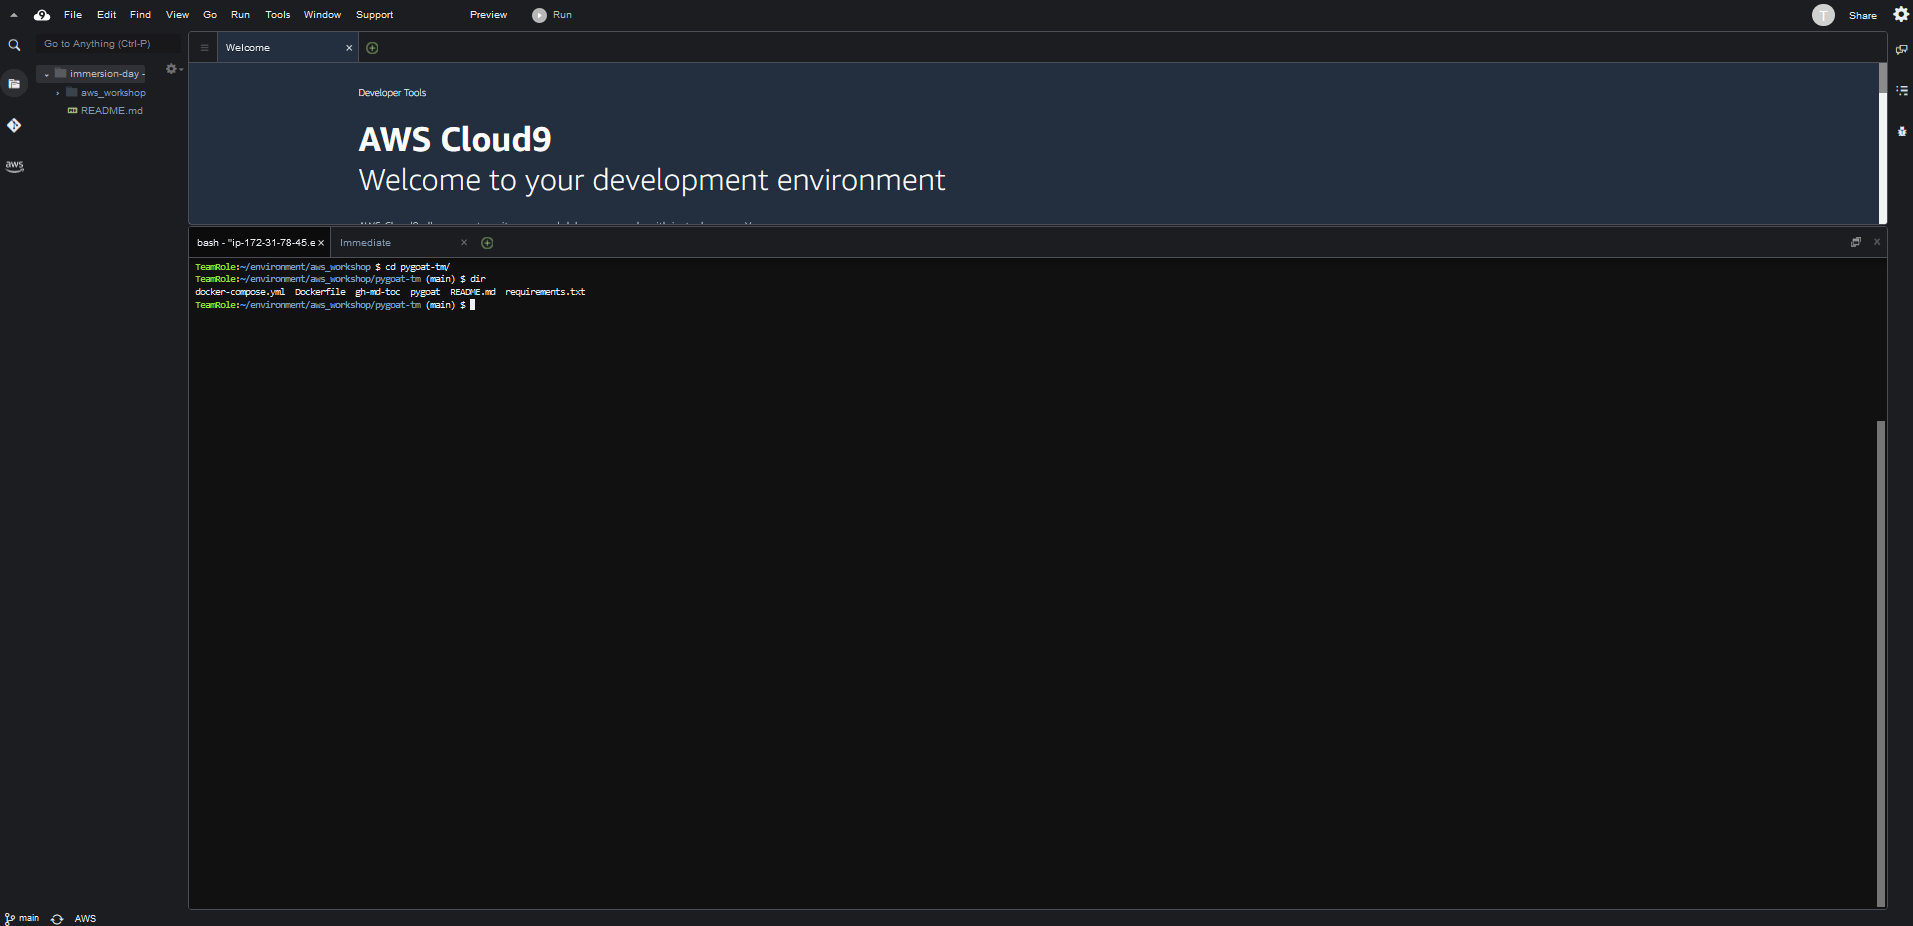 File Edit Find View Go Run Tools Window Support Preview Run T Share
Go to Anything (Ctrl-P)
Welcome
immersion-day -
aws_workshop
README.md
aws
Developer Tools
AWS Cloud9
Welcome to your development environment
bash - "ip-172-31-78-45.e Immediate
TeamRole:~/environment/aws_workshop $ cd pygoat-tm/
TeamRole:~/environment/aws_workshop/pygoat-tm (main) $ dir
docker-compose.yml Dockerfile gh-md-toc pygoat README.md requirements.txt
TeamRole:~/environment/aws_workshop/pygoat-tm (main) $
main AWS